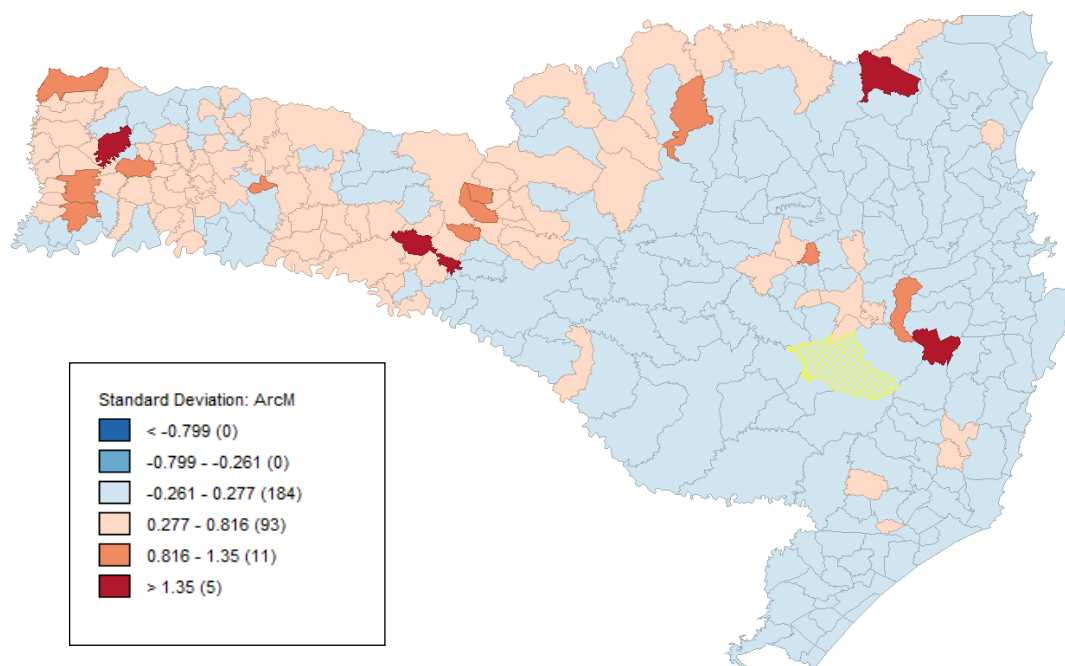 Standard Deviation: ArcM
< -0.799 (0)
-0.799 - -0.261 (0)
-0.261 - 0.277 (184)
0.277 - 0.816 (93)
0.816 - 1.35 (11)
> 1.35 (5)